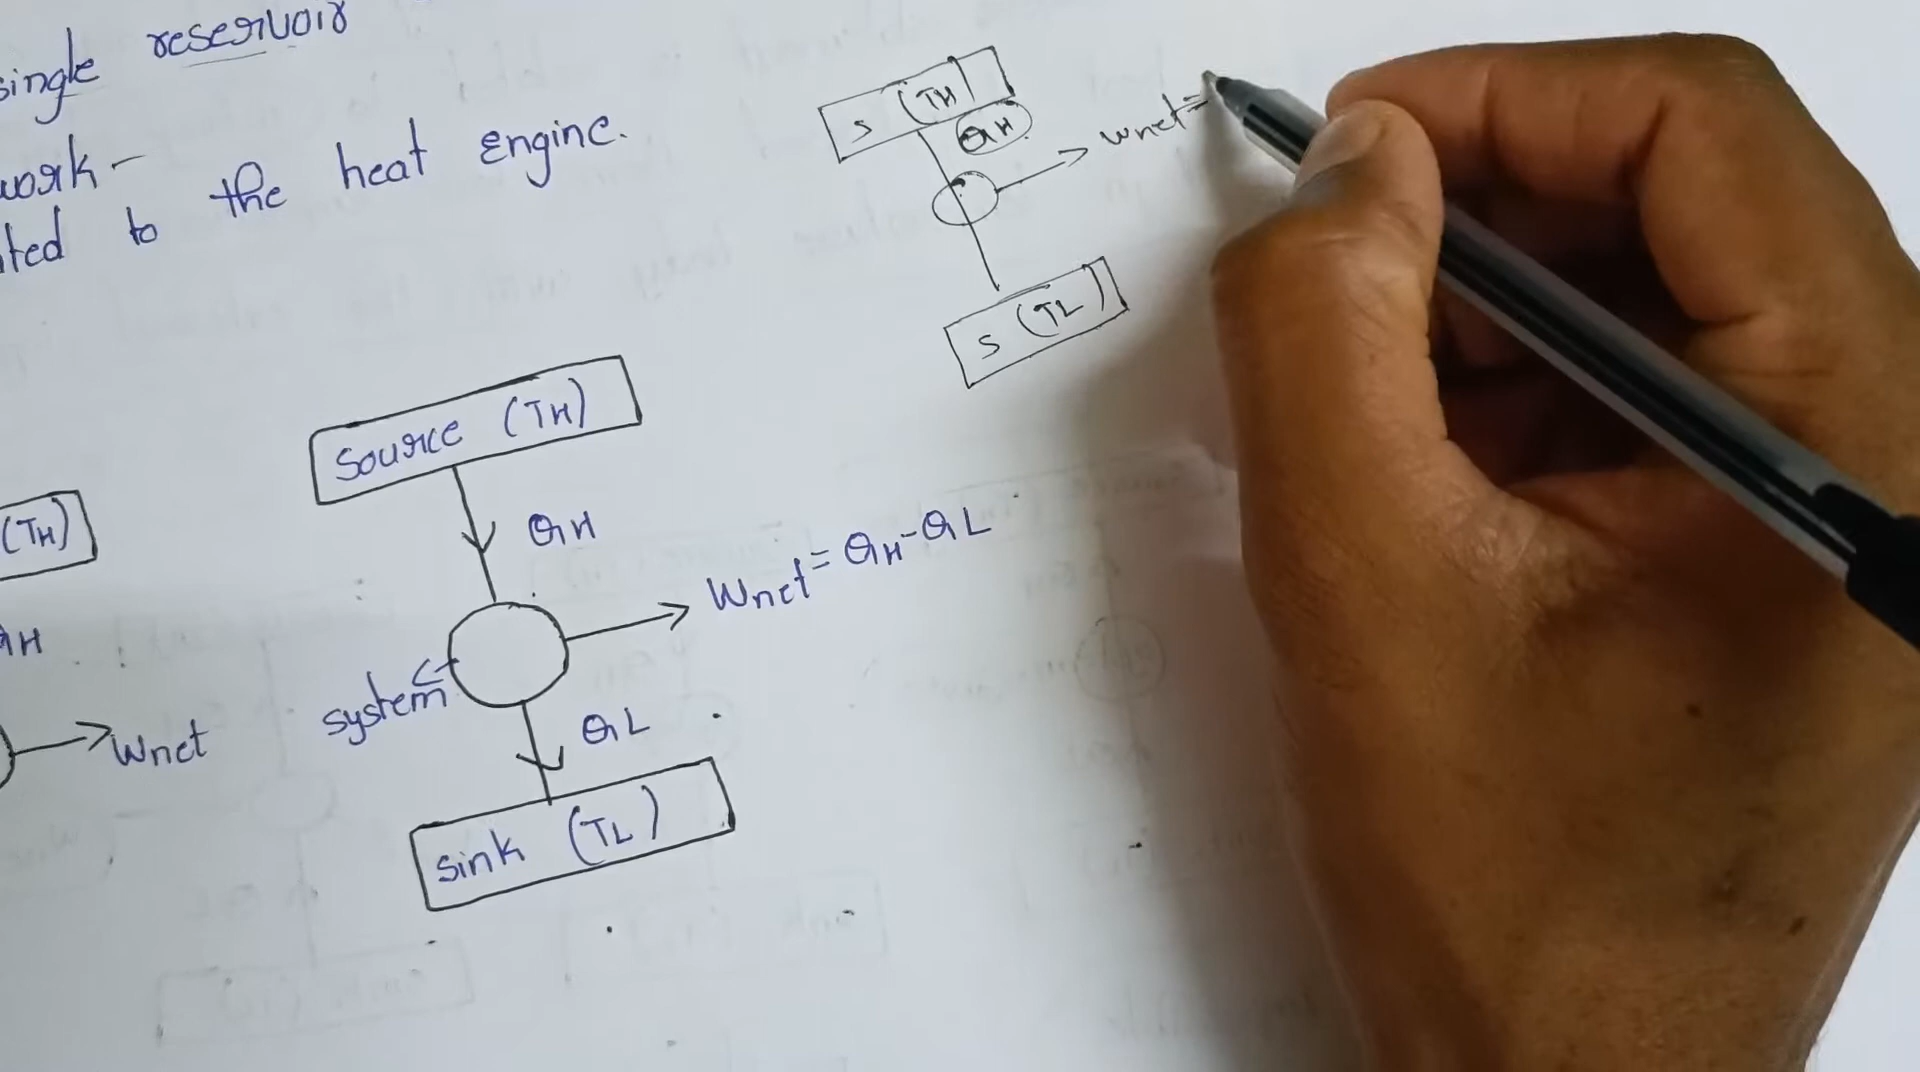 single reservoir
work-
to the heat engine.
S (TH)
QH
Wnet=
S (TL)
Source (TH)
QH
Wnet = QH-QL
system
QL
Sink (TL)
(TH)
Wnet